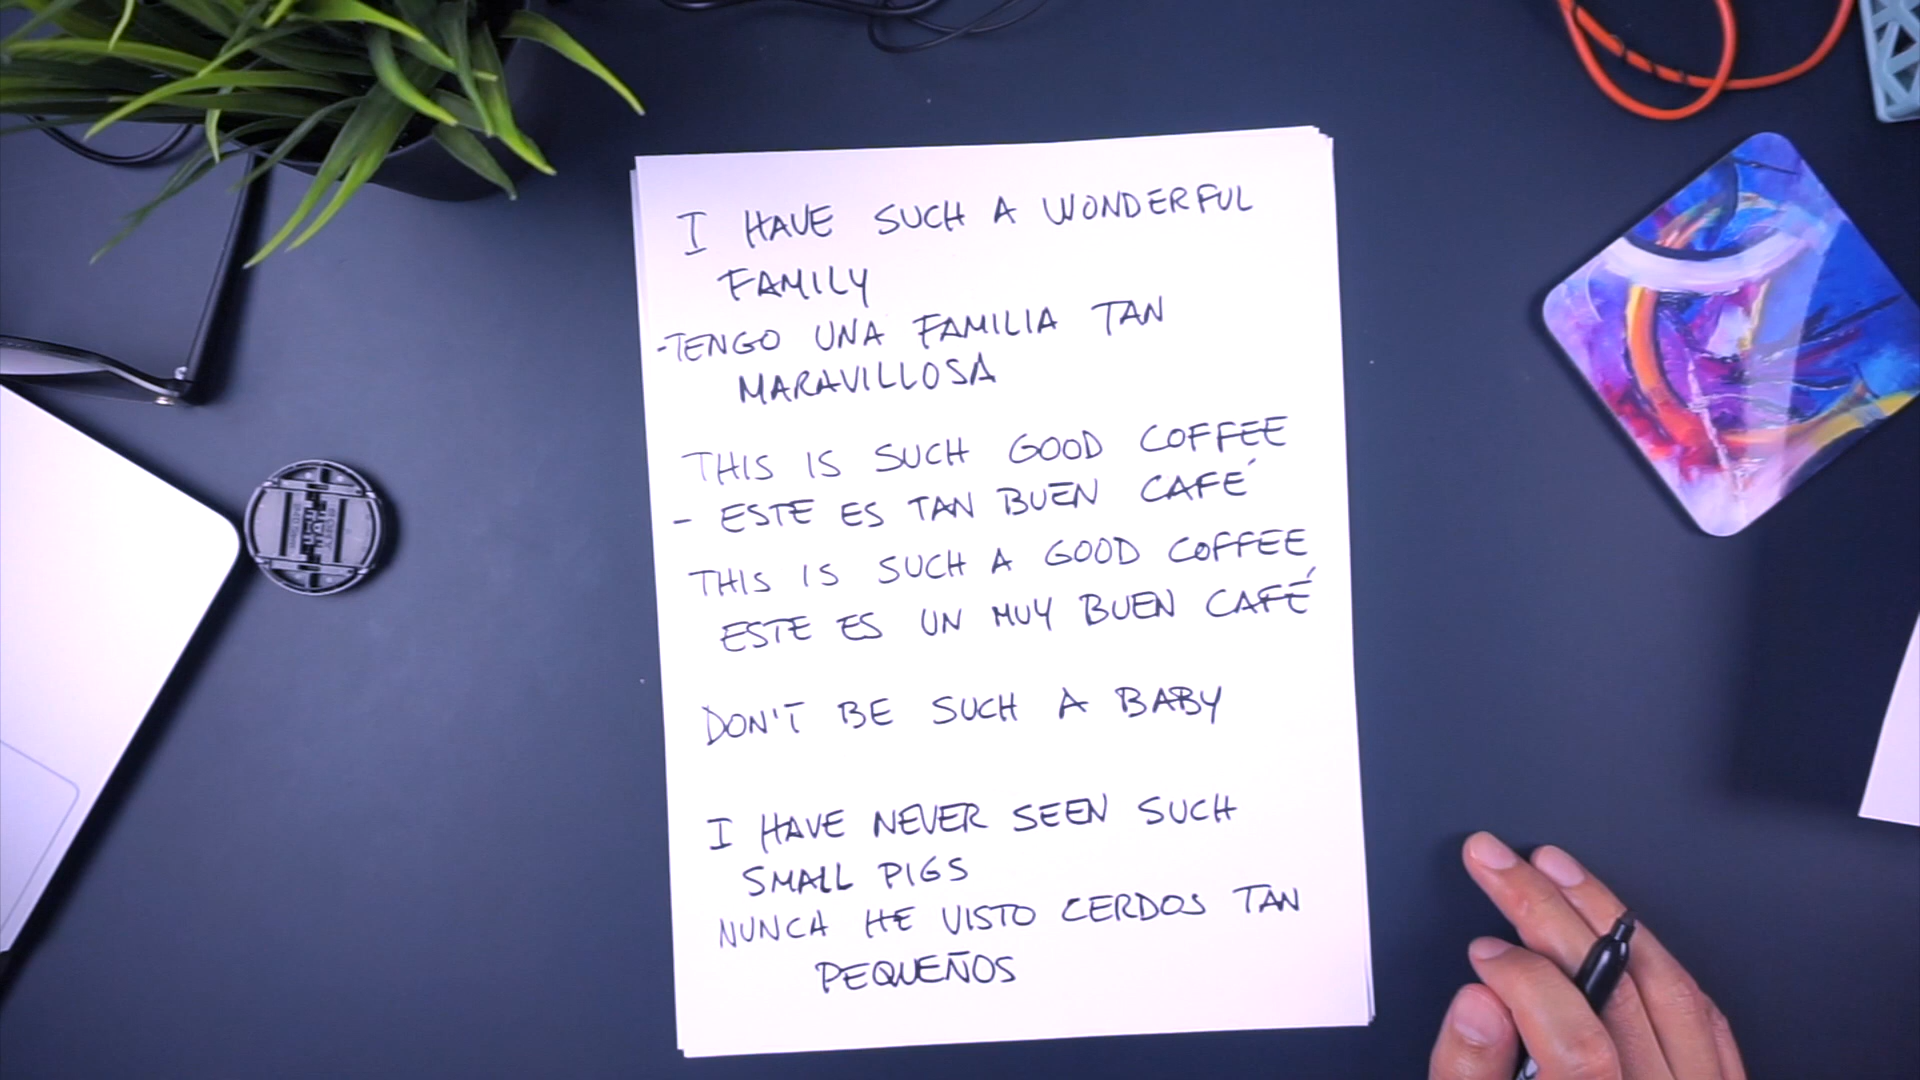 I HAVE SUCH A WONDERFUL
FAMILY
-TENGO UNA FAMILIA TAN
MARAVILLOSA
THIS IS SUCH GOOD COFFEE
- ESTE ES TAN BUEN CAFÉ
THIS IS SUCH A GOOD COFFEE
ESTE ES UN MUY BUEN CAFÉ
DON'T BE SUCH A BABY
I HAVE NEVER SEEN SUCH
SMALL PIGS
NUNCA HE VISTO CERDOS TAN
PEQUEÑOS